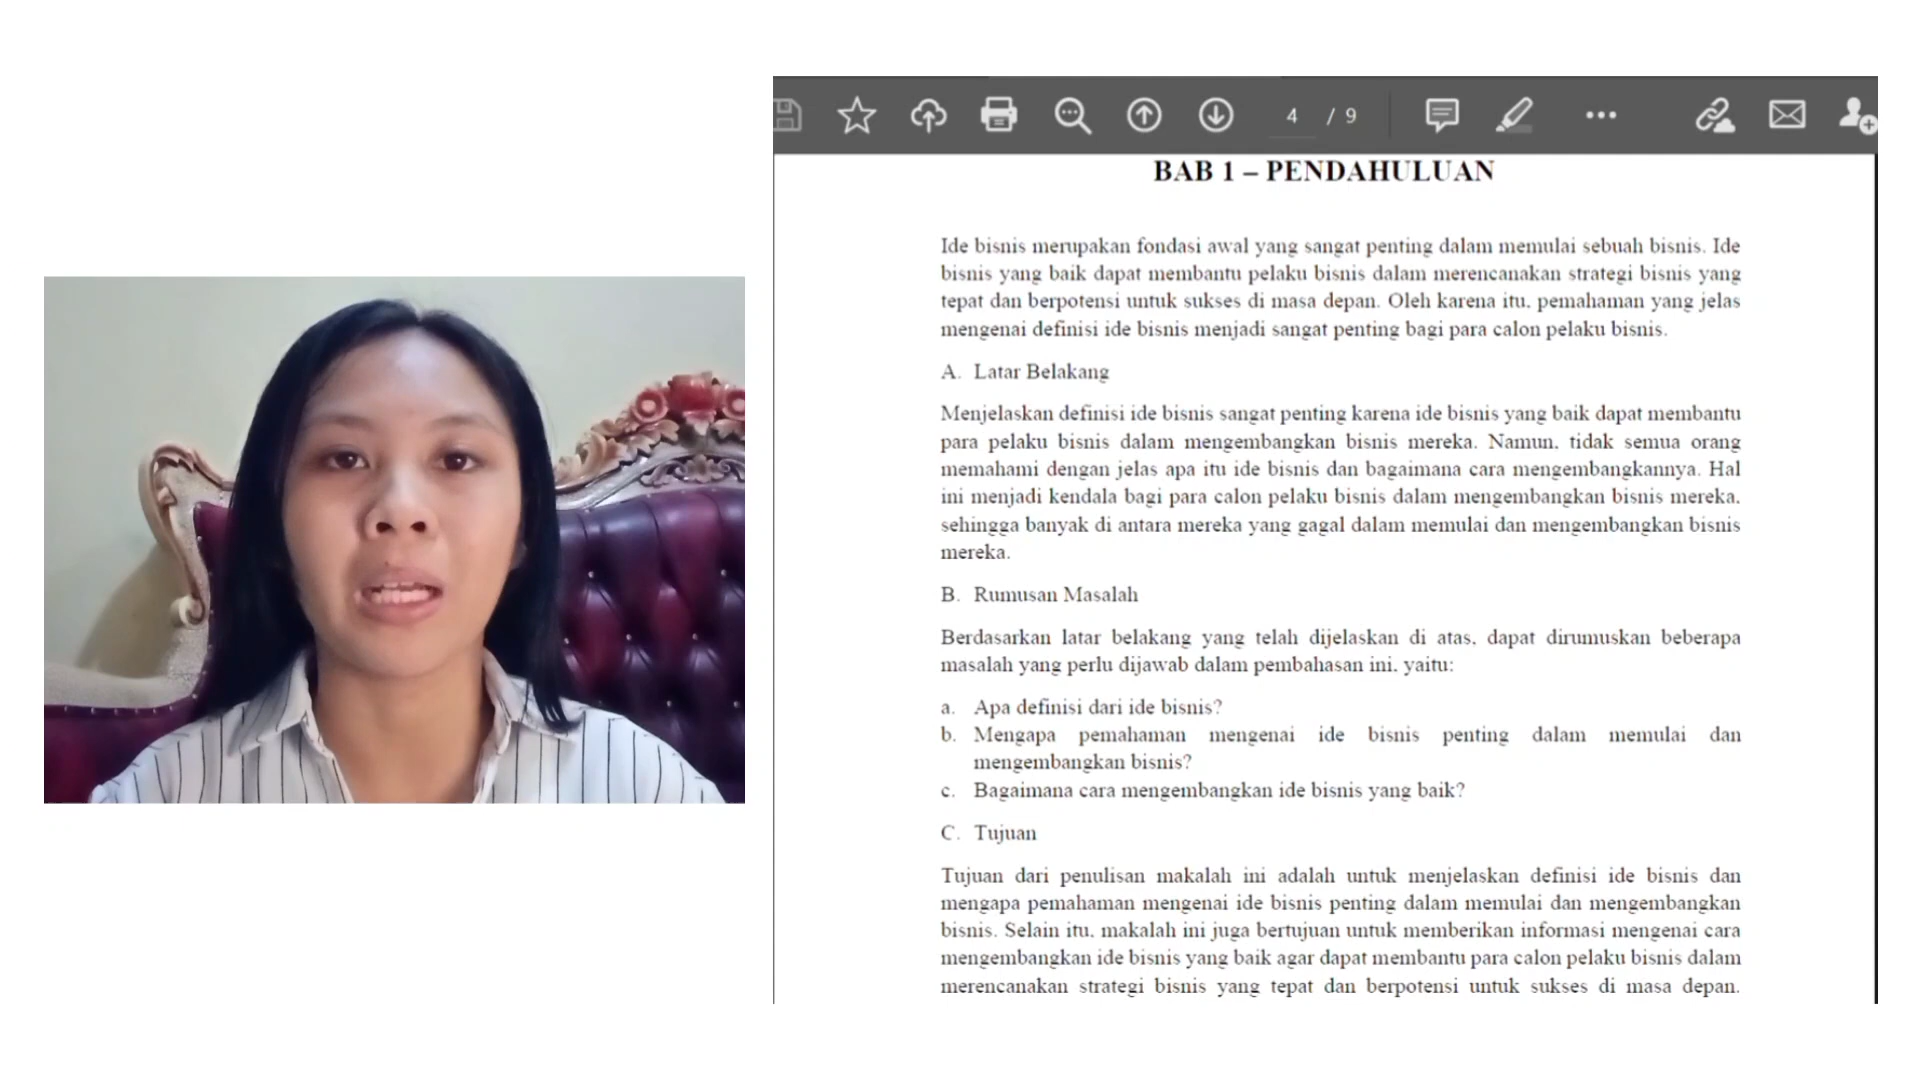 4 / 9
BAB 1 – PENDAHULUAN
Ide bisnis merupakan fondasi awal yang sangat penting dalam memulai sebuah bisnis. Ide
bisnis yang baik dapat membantu pelaku bisnis dalam merencanakan strategi bisnis yang
tepat dan berpotensi untuk sukses di masa depan. Oleh karena itu, pemahaman yang jelas
mengenai definisi ide bisnis menjadi sangat penting bagi para calon pelaku bisnis.
A. Latar Belakang
Menjelaskan definisi ide bisnis sangat penting karena ide bisnis yang baik dapat membantu
para pelaku bisnis dalam mengembangkan bisnis mereka. Namun, tidak semua orang
memahami dengan jelas apa itu ide bisnis dan bagaimana cara mengembangkannya. Hal
ini menjadi kendala bagi para calon pelaku bisnis dalam mengembangkan bisnis mereka,
sehingga banyak di antara mereka yang gagal dalam memulai dan mengembangkan bisnis
mereka.
B. Rumusan Masalah
Berdasarkan latar belakang yang telah dijelaskan di atas, dapat dirumuskan beberapa
masalah yang perlu dijawab dalam pembahasan ini, yaitu:
a. Apa definisi dari ide bisnis?
b. Mengapa pemahaman mengenai ide bisnis penting dalam memulai dan
mengembangkan bisnis?
c. Bagaimana cara mengembangkan ide bisnis yang baik?
C. Tujuan
Tujuan dari penulisan makalah ini adalah untuk menjelaskan definisi ide bisnis dan
mengapa pemahaman mengenai ide bisnis penting dalam memulai dan mengembangkan
bisnis. Selain itu, makalah ini juga bertujuan untuk memberikan informasi mengenai cara
mengembangkan ide bisnis yang baik agar dapat membantu para calon pelaku bisnis dalam
merencanakan strategi bisnis yang tepat dan berpotensi untuk sukses di masa depan.